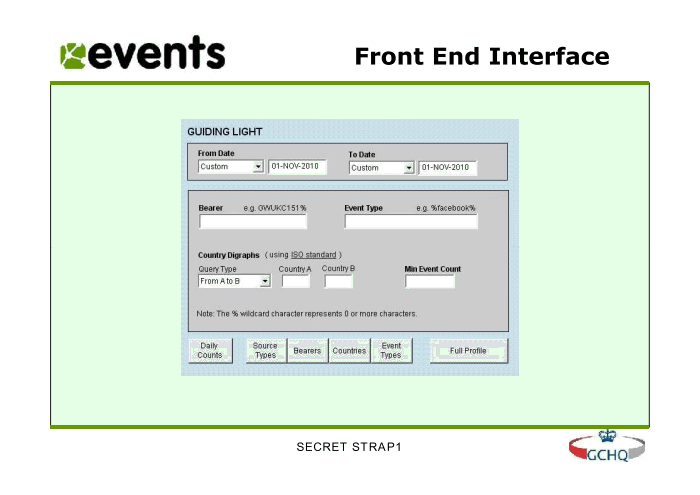 events
Front End Interface
GUIDING LIGHT
From Date
To Date
Custom 01-NOV-2010
Custom 01-NOV-2010
Bearer e.g. GWUKC151%
Event Type e.g. %facebook%
Country Digraphs (using ISO standard )
Query Type Country A Country B Min Event Count
From A to B
Note: The % wildcard character represents 0 or more characters.
Daily Counts
Source Types
Bearers
Countries
Event Types
Full Profile
SECRET STRAP1
GCHQ